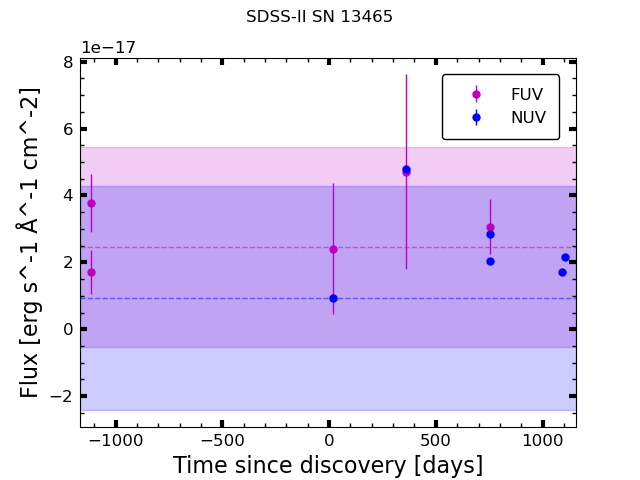 SDSS-II SN 13465
1e−17
8
6
4
2
0
−2
Flux [erg s^-1 Å^-1 cm^-2]
FUV
NUV
−1000 −500 0 500 1000
Time since discovery [days]